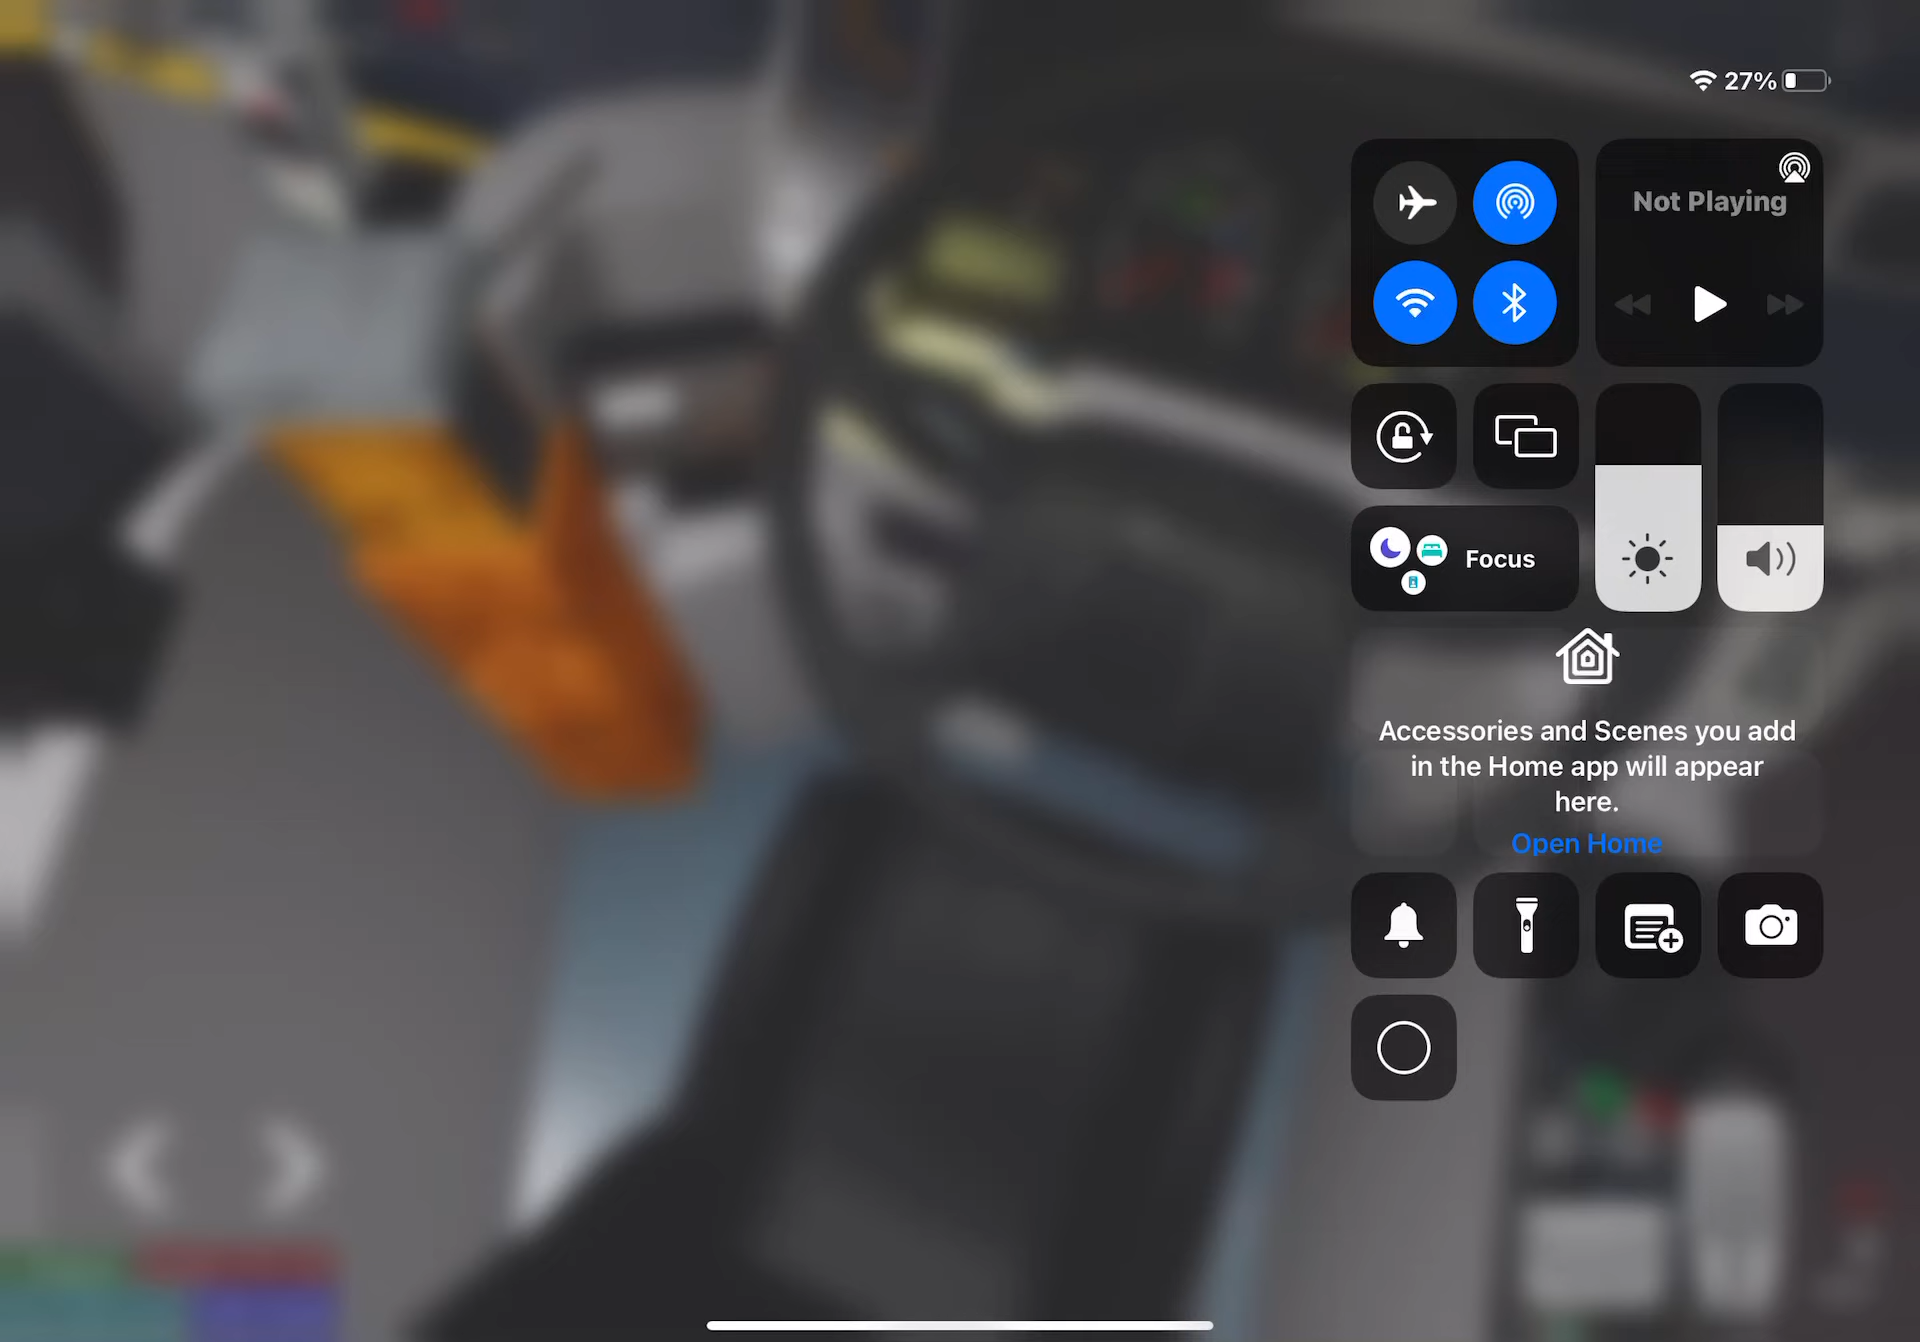 27%
Not Playing
Focus
Accessories and Scenes you add
in the Home app will appear
here.
Open Home